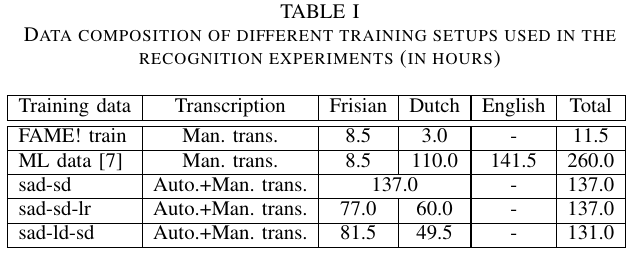 TABLE I
DATA COMPOSITION OF DIFFERENT TRAINING SETUPS USED IN THE
RECOGNITION EXPERIMENTS (IN HOURS)
Training data Transcription Frisian Dutch English Total
FAME! train Man. trans. 8.5 3.0 - 11.5
ML data [7] Man. trans. 8.5 110.0 141.5 260.0
sad-sd Auto.+Man. trans. 137.0 - 137.0
sad-sd-lr Auto.+Man. trans. 77.0 60.0 - 137.0
sad-ld-sd Auto.+Man. trans. 81.5 49.5 - 131.0